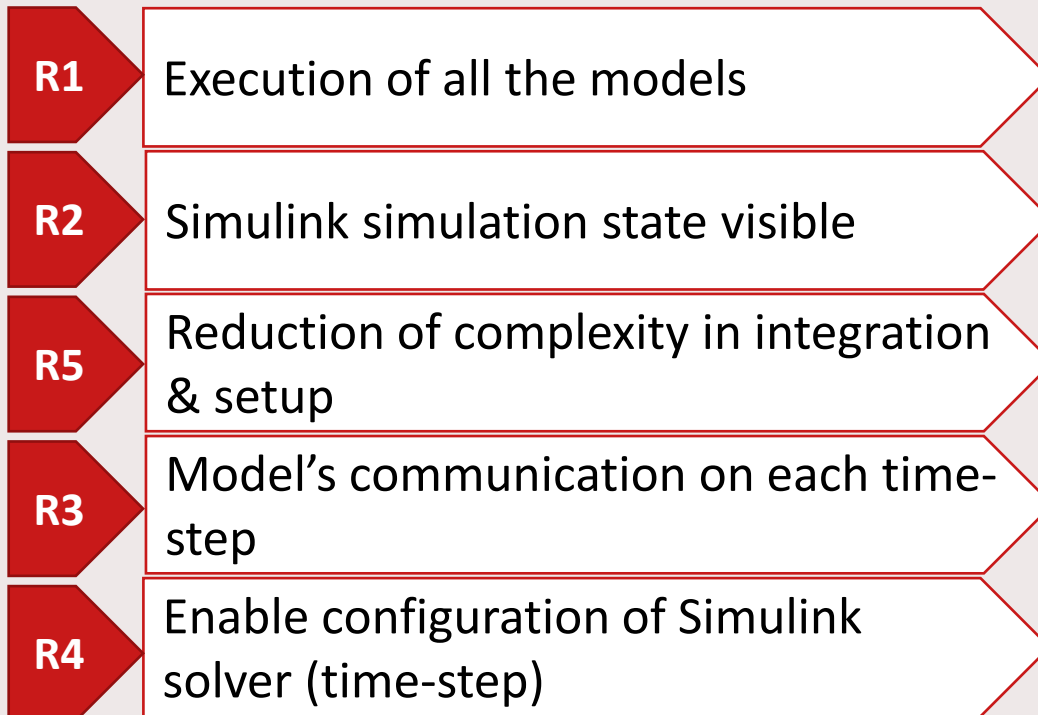 R1
Execution of all the models
R2
Simulink simulation state visible
R5
Reduction of complexity in integration
& setup
R3
Model’s communication on each time-
step
R4
Enable configuration of Simulink
solver (time-step)